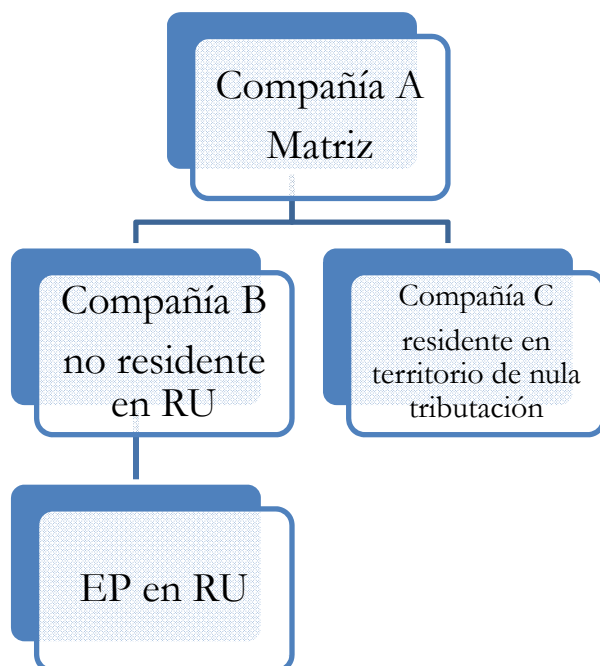 Compañía A
Matriz
Compañía B
no residente
en RU
Compañía C
residente en
territorio de nula
tributación
EP en RU